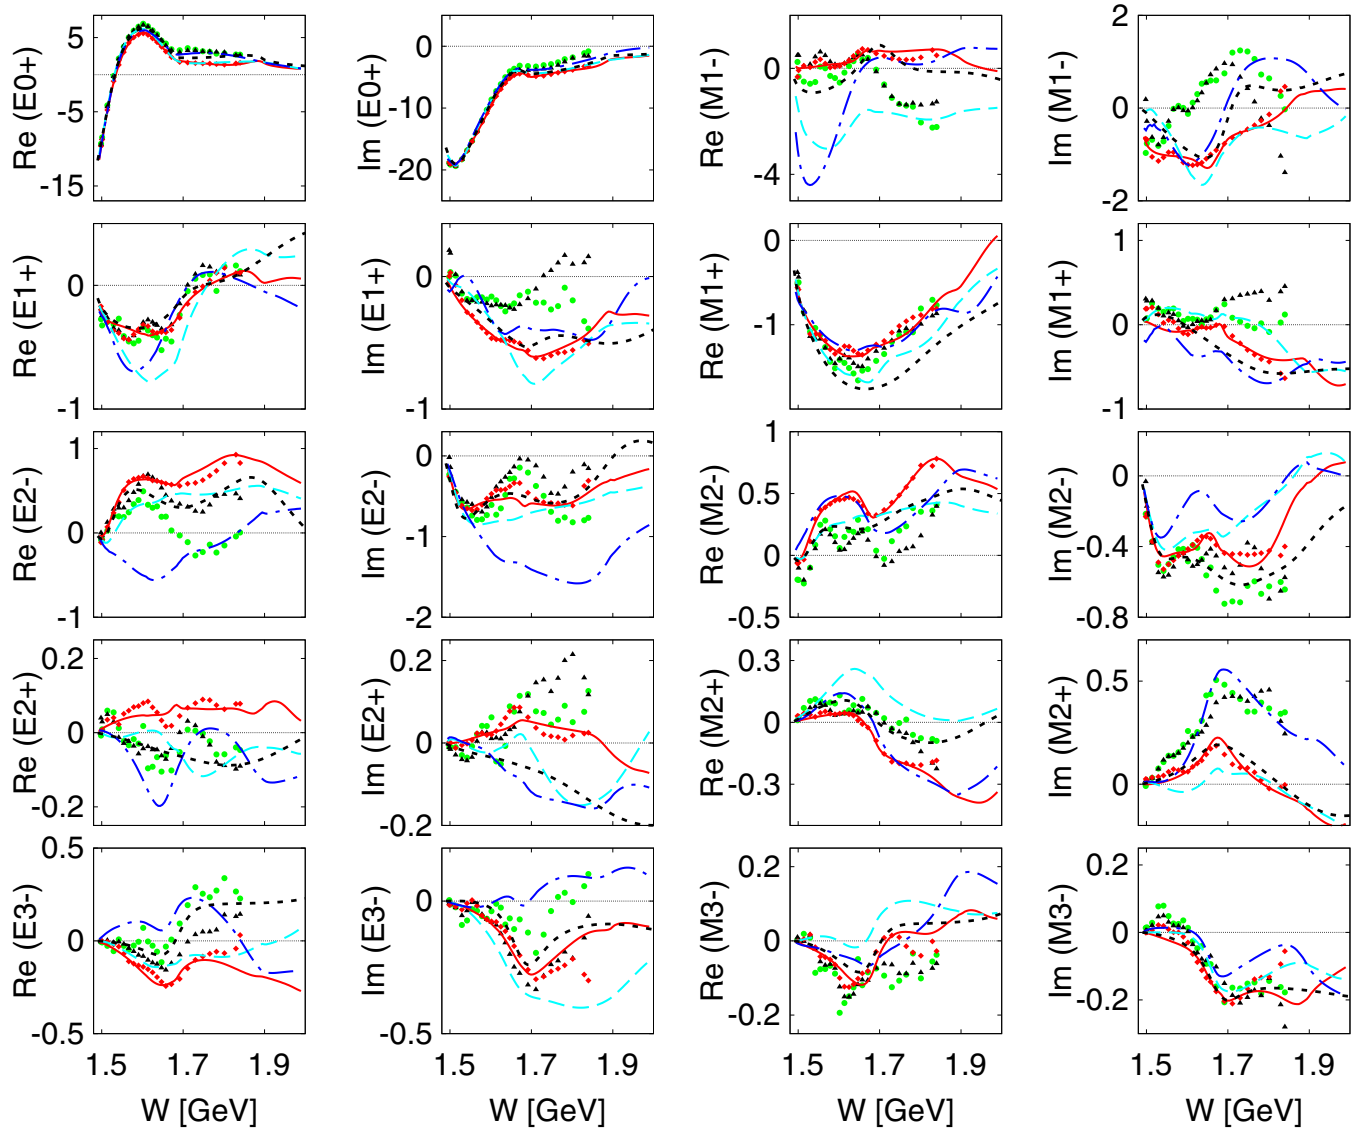 5
-5
-15
Re (E0+)
0
-10
-20
Im (E0+)
0
-4
Re (M1-)
2
0
-2
Im (M1-)
0
-1
Re (E1+)
0
-1
Im (E1+)
0
-1
Re (M1+)
1
0
-1
Im (M1+)
1
0
-1
Re (E2-)
0
-1
-2
Im (E2-)
1
0.5
0
-0.5
Re (M2-)
0
-0.4
-0.8
Im (M2-)
0.2
0
-0.2
Re (E2+)
0.2
0
-0.2
Im (E2+)
0.3
0
-0.3
Re (M2+)
0.5
0
Im (M2+)
0.5
0
-0.5
Re (E3-)
0
-0.5
Im (E3-)
0.2
0
-0.2
Re (M3-)
0.2
0
-0.2
Im (M3-)
1.5 1.7 1.9
1.5 1.7 1.9
1.5 1.7 1.9
1.5 1.7 1.9
W [GeV]
W [GeV]
W [GeV]
W [GeV]